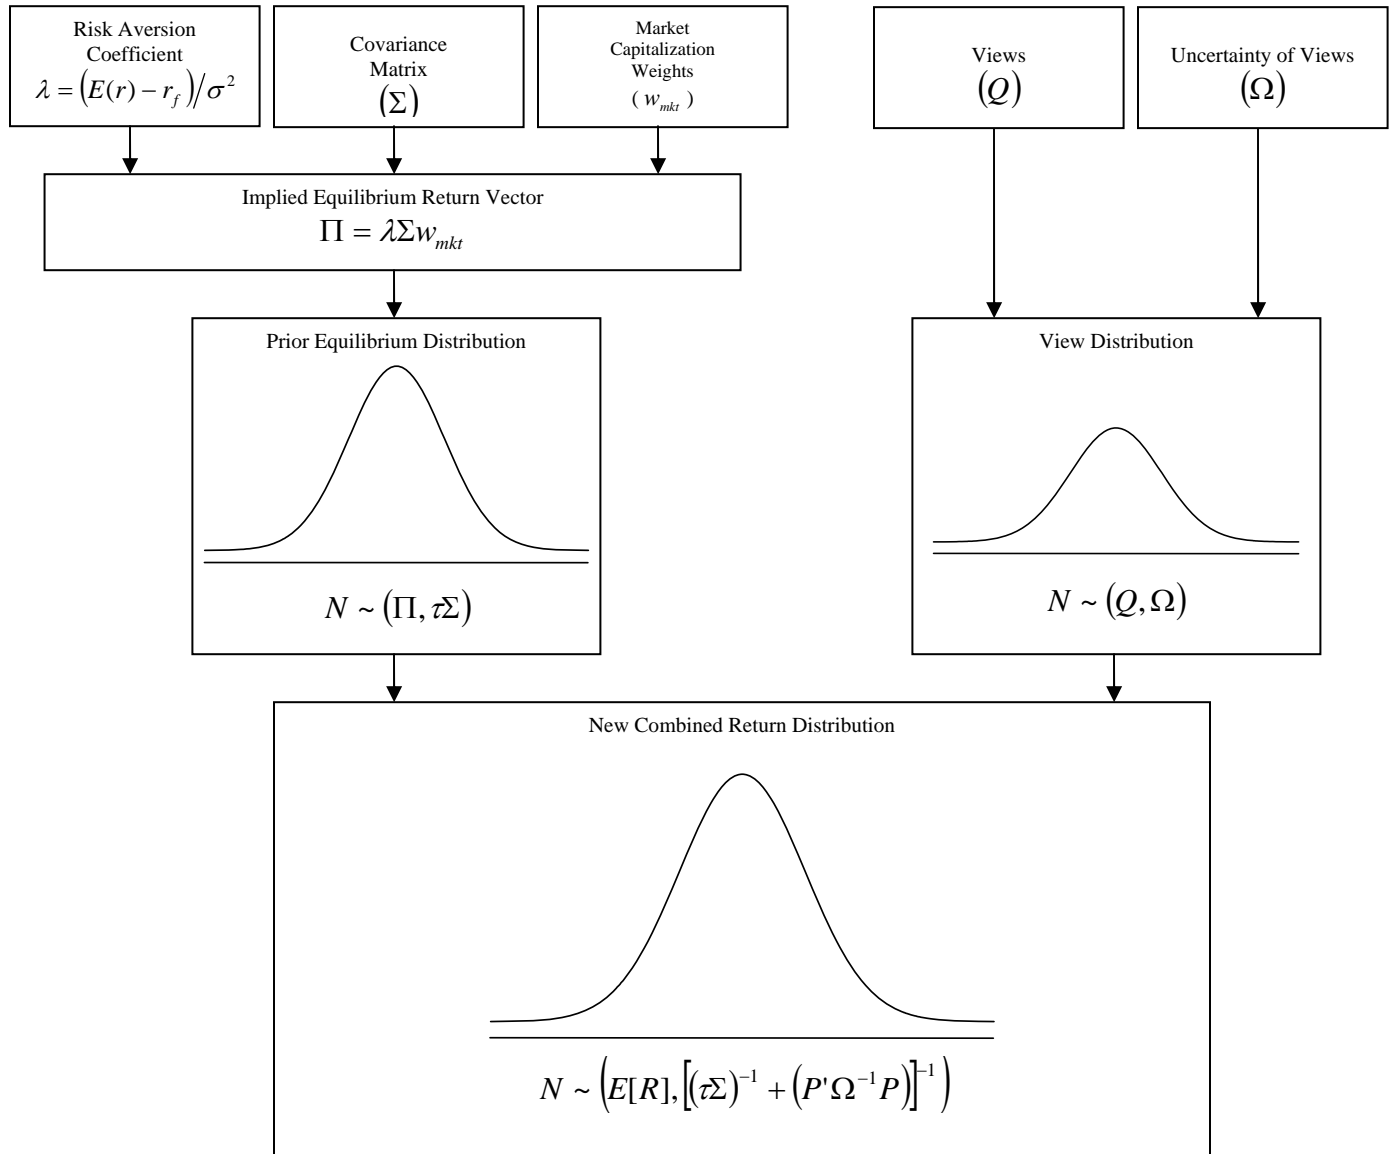 Risk Aversion
Coefficient
λ = (E(r) − r_f)/σ²
Covariance
Matrix
(Σ)
Market
Capitalization
Weights
( w_mkt )
Views
(Q)
Uncertainty of Views
(Ω)
Implied Equilibrium Return Vector
Π = λΣw_mkt
Prior Equilibrium Distribution
N ~ (Π, τΣ)
View Distribution
N ~ (Q, Ω)
New Combined Return Distribution
N ~ (E[R], [(τΣ)⁻¹ + (P'Ω⁻¹P)]⁻¹)